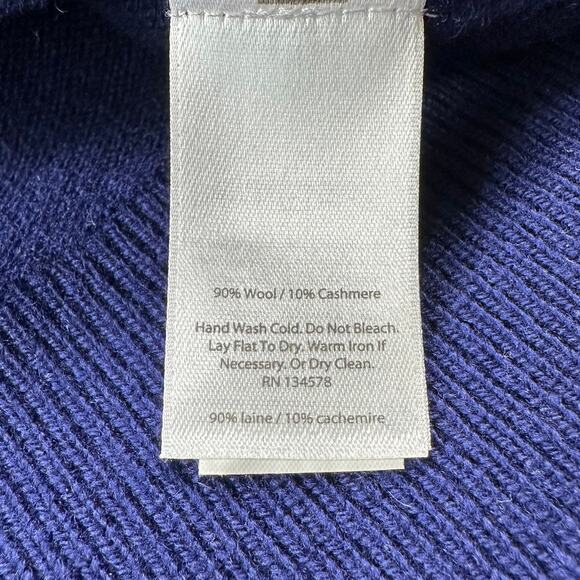 90% Wool / 10% Cashmere
Hand Wash Cold. Do Not Bleach.
Lay Flat To Dry. Warm Iron If
Necessary. Or Dry Clean.
RN 134578
90% laine / 10% cachemire